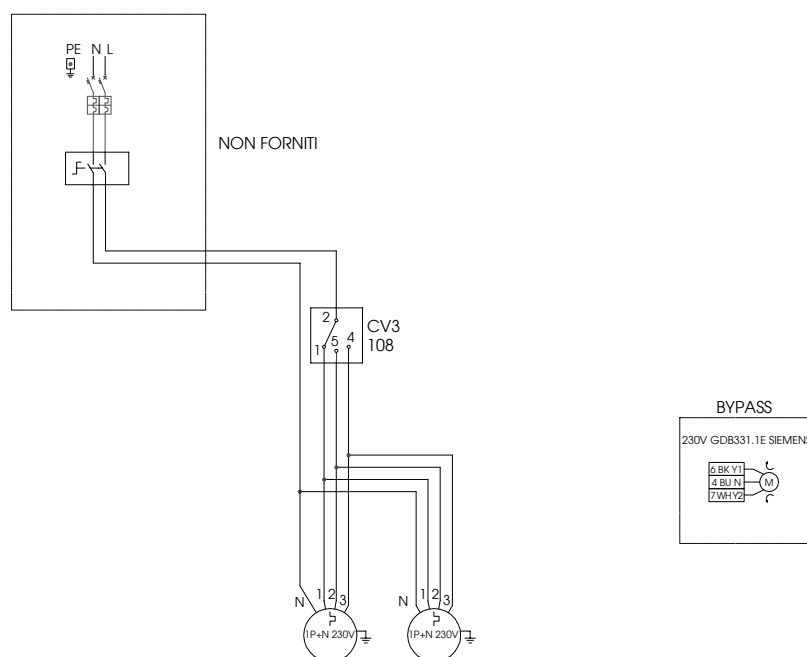 PE N L
NON FORNITI
2
1 5 4
CV3
108
BYPASS
230V GDB331.1E SIEMENS
6 BK Y1
4 BU N
7 WH Y2
M
N 1 2 3
1P+N 230V
N 1 2 3
1P+N 230V